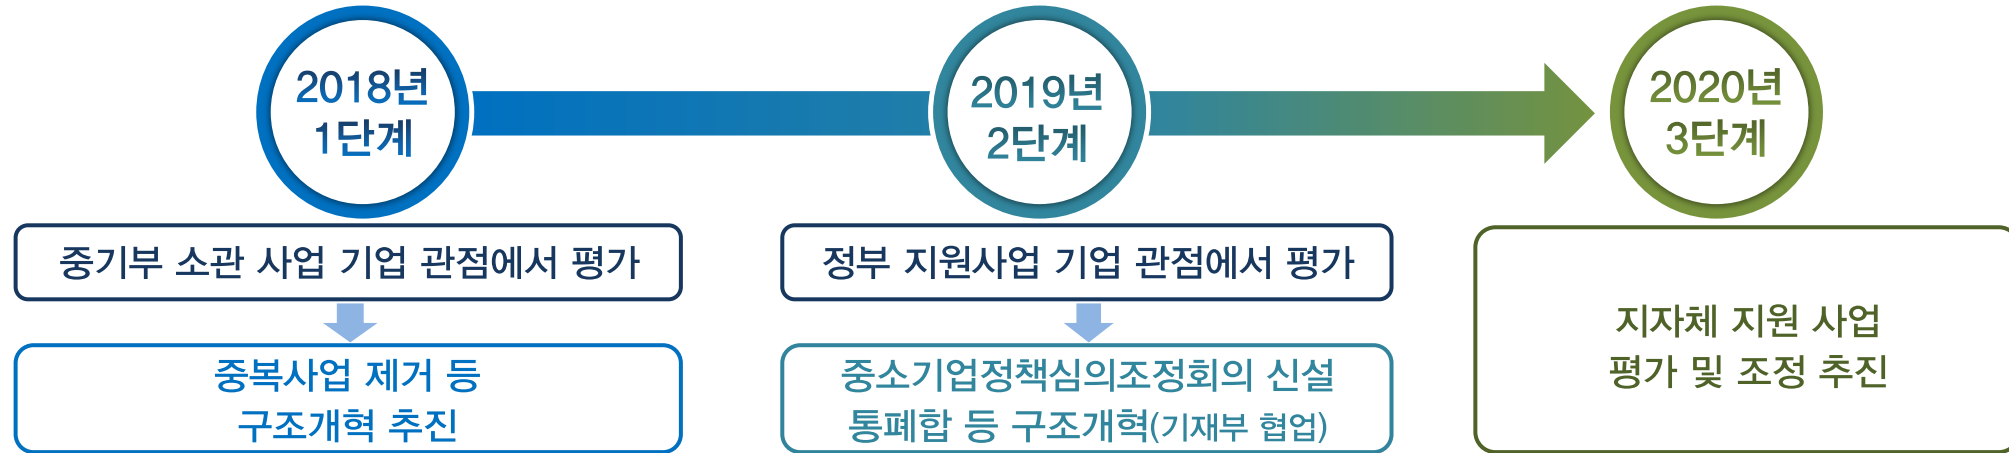 2018년
1단계
2019년
2단계
2020년
3단계
중기부 소관 사업 기업 관점에서 평가
중복사업 제거 등
구조개혁 추진
정부 지원사업 기업 관점에서 평가
중소기업정책심의조정회의 신설
통폐합 등 구조개혁(기재부 협업)
지자체 지원 사업
평가 및 조정 추진